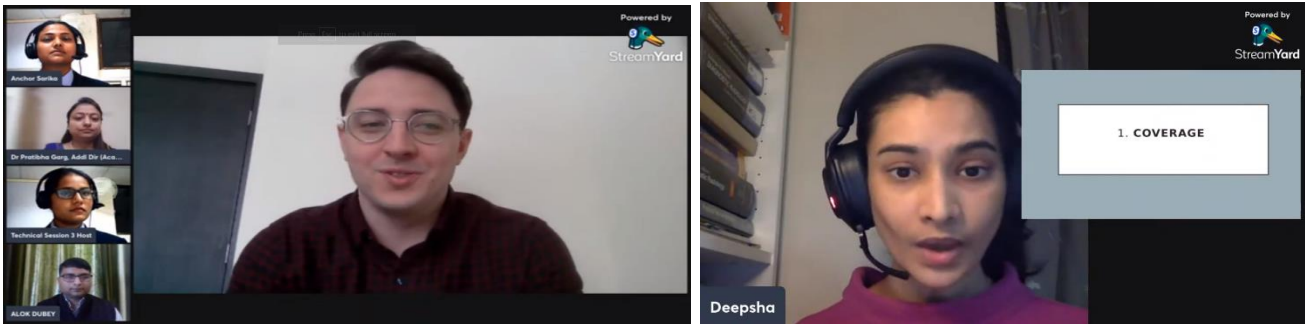 Powered by
StreamYard
Anchor Sarika
Dr Pratibha Garg, Addl Dir (Aca...
Technical Session 3 Host
ALOK DUBEY
Powered by
StreamYard
1. COVERAGE
Deepsha